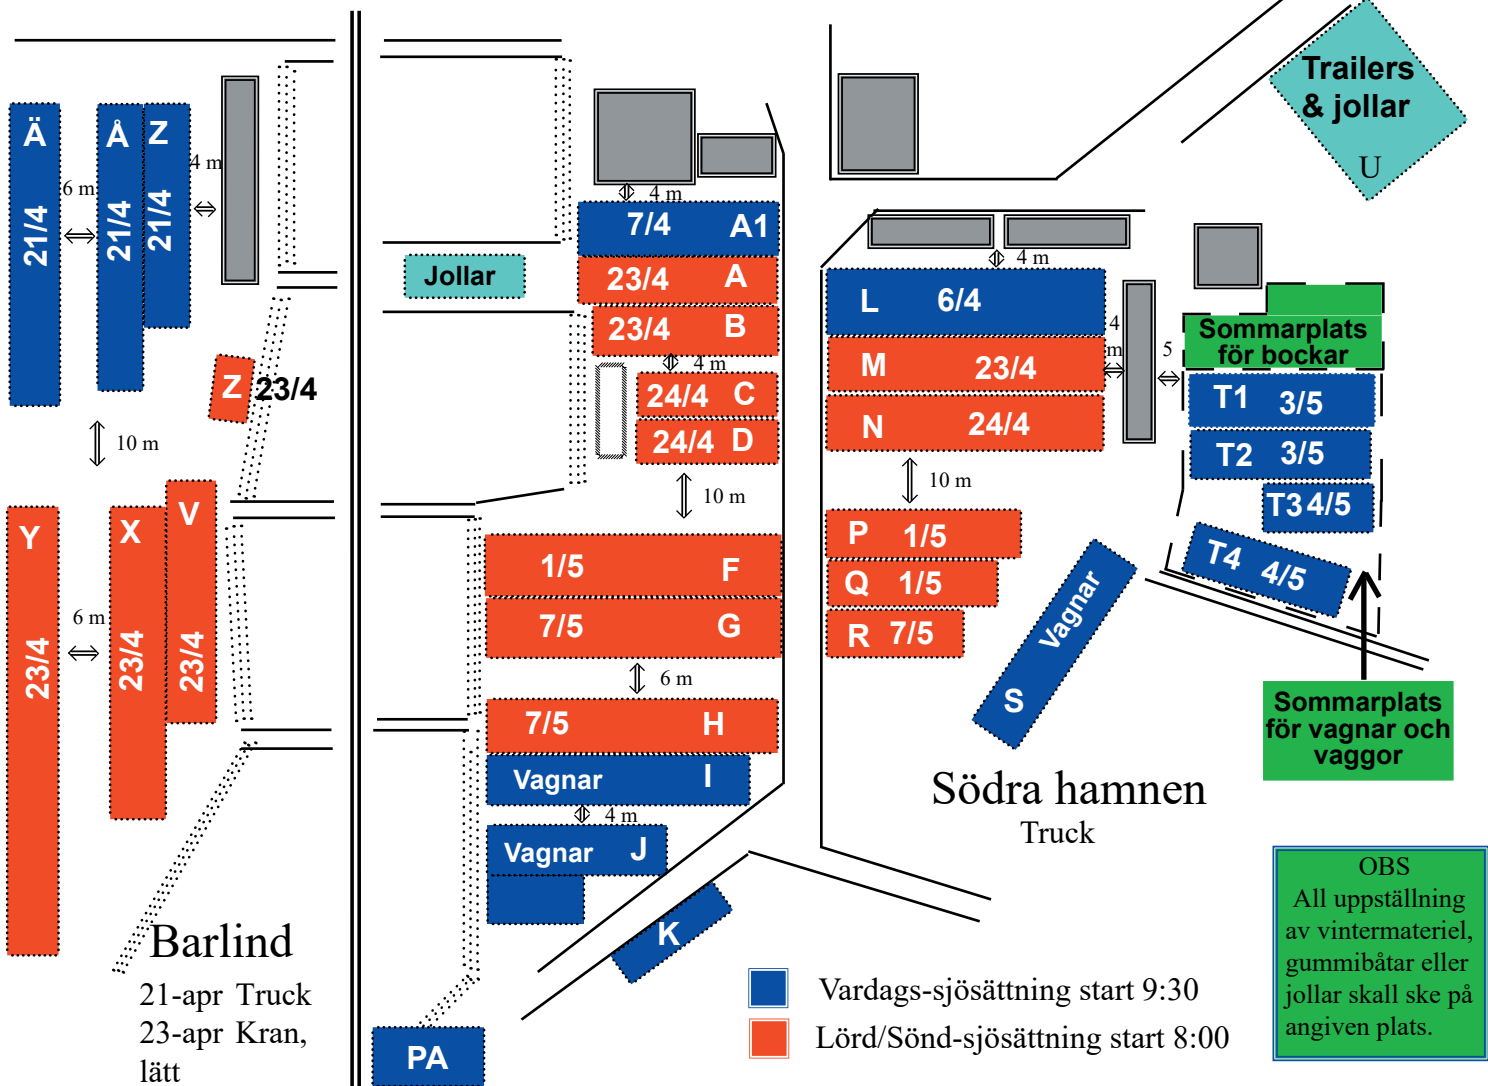 Trailers
& jollar
U
Ä
21/4
6 m
Å
21/4
Z
21/4
4 m
Z 23/4
10 m
Y
23/4
6 m
X
23/4
V
23/4
Barlind
21-apr Truck
23-apr Kran,
lätt
Jollar
4 m
7/4 A1
23/4 A
23/4 B
4 m
24/4 C
24/4 D
10 m
1/5 F
7/5 G
6 m
7/5 H
Vagnar I
4 m
Vagnar J
K
PA
4 m
L 6/4
M 23/4
N 24/4
4
m
5
10 m
P 1/5
Q 1/5
R 7/5
S Vagnar
Sommarplats
för bockar
T1 3/5
T2 3/5
T3 4/5
T4 4/5
Sommarplats
för vagnar och
vaggor
Södra hamnen
Truck
Vardags-sjösättning start 9:30
Lörd/Sönd-sjösättning start 8:00
OBS
All uppställning
av vintermateriel,
gummibåtar eller
jollar skall ske på
angiven plats.